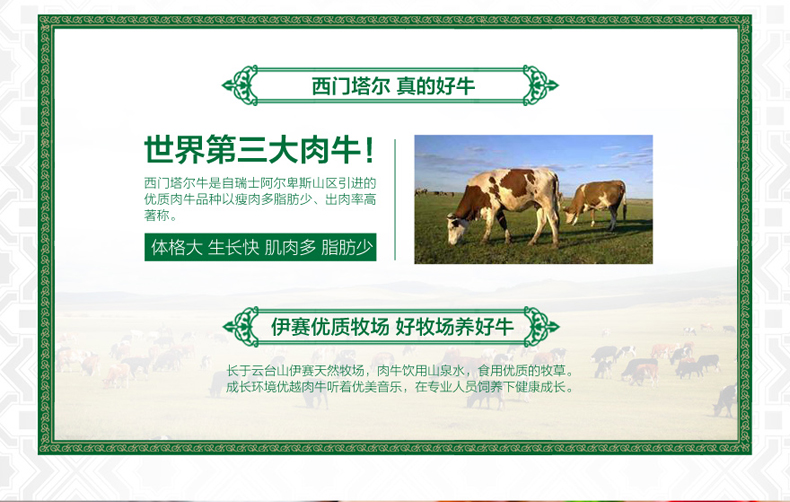 西门塔尔 真的好牛
世界第三大肉牛！
西门塔尔牛是自瑞士阿尔卑斯山区引进的
优质肉牛品种以瘦肉多脂肪少、出肉率高
著称。
体格大 生长快 肌肉多 脂肪少
伊赛优质牧场 好牧场养好牛
长于云台山伊赛天然牧场，肉牛饮用山泉水，食用优质的牧草。
成长环境优越肉牛听着优美音乐，在专业人员饲养下健康成长。